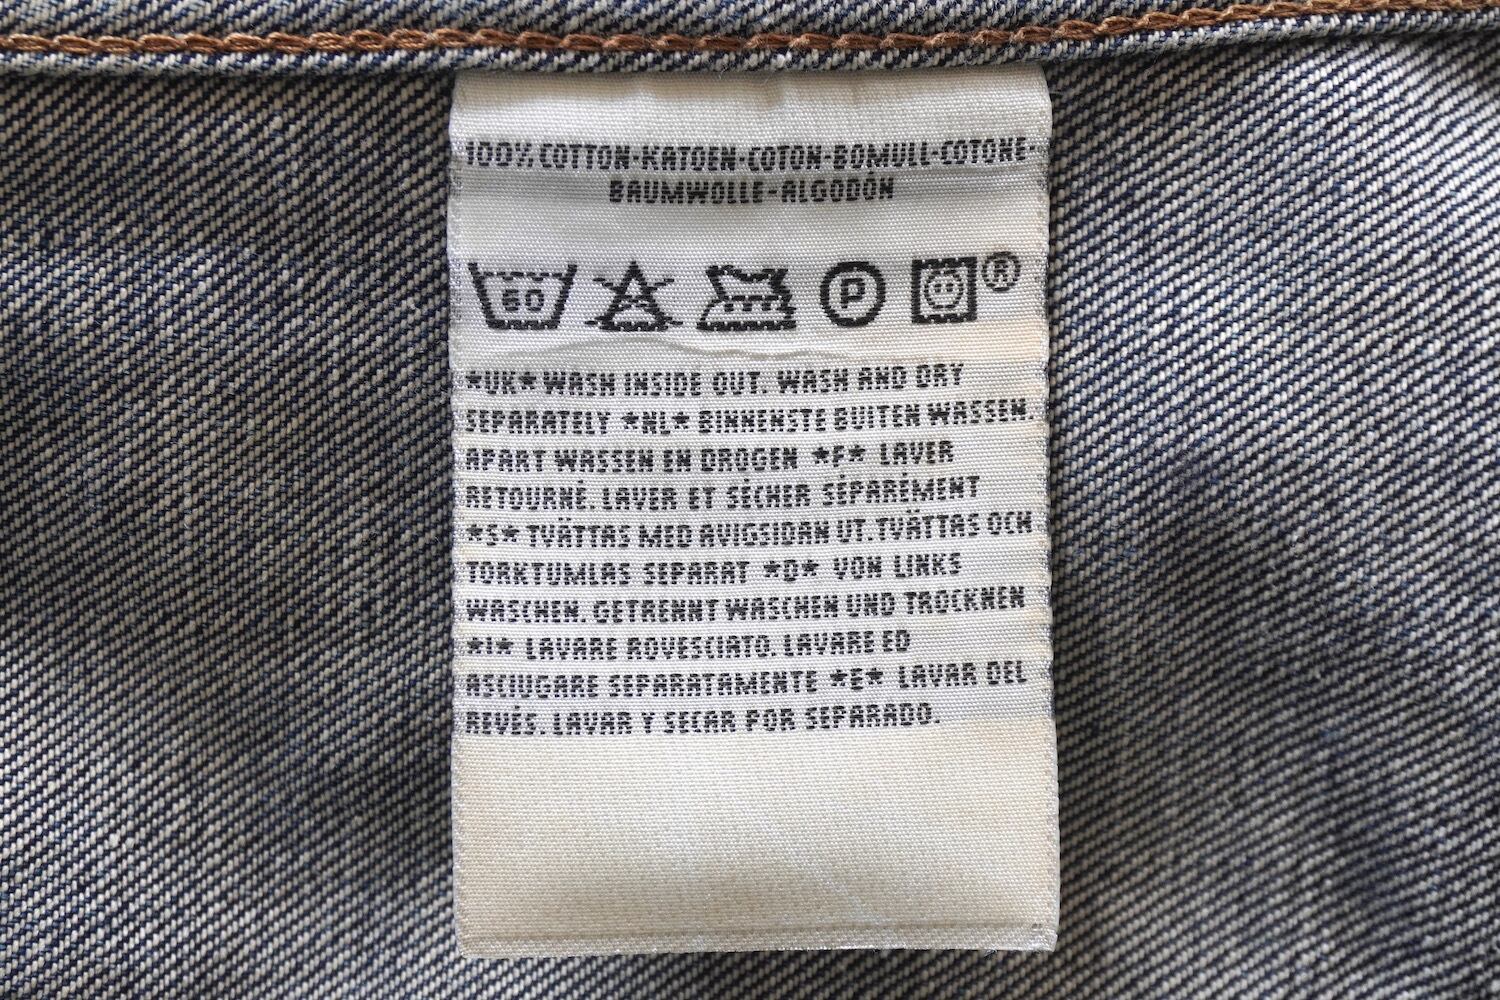 100% COTTON-KATOEN-COTON-BOMULL-COTONE-
BAUMWOLLE-ALGODÓN
60 P ®
*UK* WASH INSIDE OUT. WASH AND DRY
SEPARATELY *NL* BINNENSTE BUITEN WASSEN.
APART WASSEN EN DROGEN *F* LAVER
RETOURNÉ. LAVER ET SÉCHER SÉPARÉMENT
*S* TVÄTTAS MED AVIGSIDAN UT. TVÄTTAS OCH
TORKTUMLAS SEPARAT *D* VON LINKS
WASCHEN. GETRENNT WASCHEN UND TROCKNEN
*I* LAVARE ROVESCIATO. LAVARE ED
ASCIUGARE SEPARATAMENTE *E* LAVAR DEL
REVÉS. LAVAR Y SECAR POR SEPARADO.